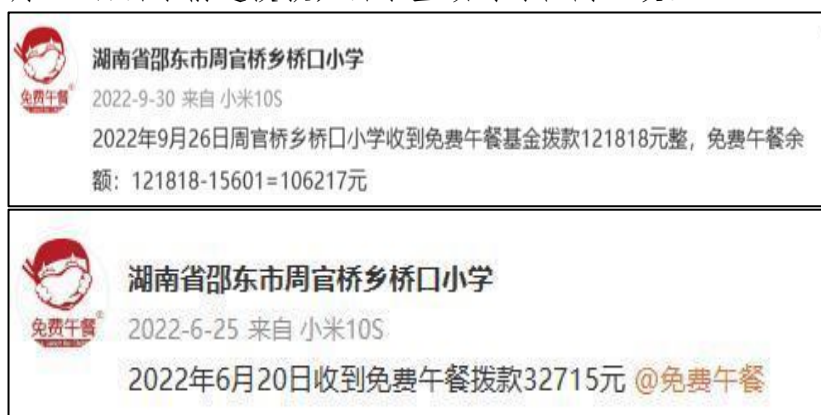 湖南省邵东市周官桥乡桥口小学
2022-9-30 来自 小米10S
免费午餐
2022年9月26日周官桥乡桥口小学收到免费午餐基金拨款121818元整，免费午餐余
额：121818-15601=106217元
湖南省邵东市周官桥乡桥口小学
免费午餐
2022-6-25 来自 小米10S
2022年6月20日收到免费午餐拨款32715元 @免费午餐